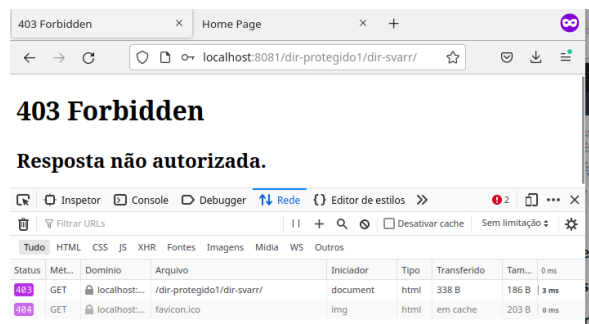 403 Forbidden × Home Page × +
localhost:8081/dir-protegido1/dir-svarr/
403 Forbidden
Resposta não autorizada.
Inspetor Console Debugger Rede {} Editor de estilos 2
Filtrar URLs Desativar cache Sem limitação
Tudo HTML CSS JS XHR Fontes Imagens Mídia WS Outros
Status Mét... Domínio Arquivo Iniciador Tipo Transferido Tam... 0 ms
403 GET localhost:... /dir-protegido1/dir-svarr/ document html 338 B 186 B 3 ms
404 GET localhost:... favicon.ico img html em cache 203 B 0 ms